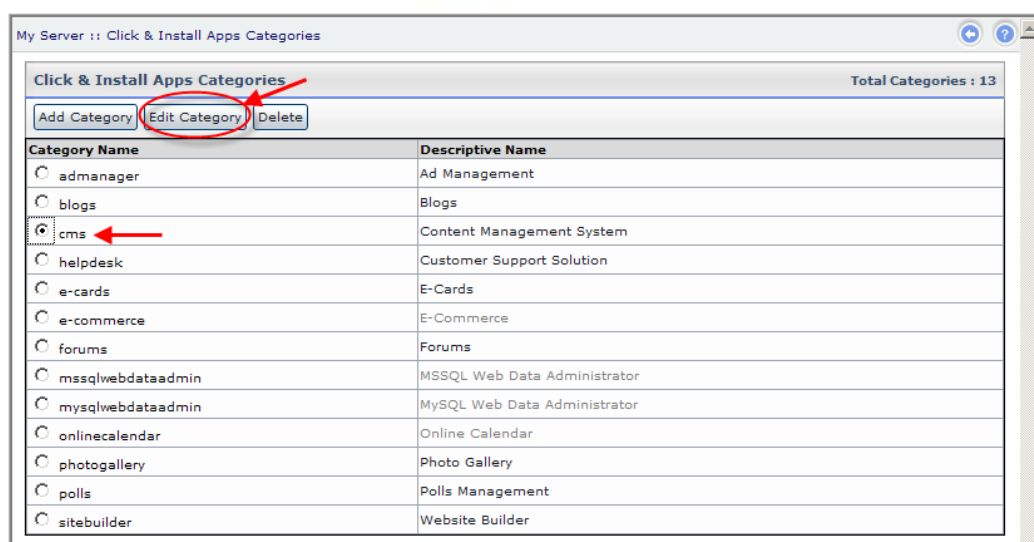 My Server :: Click & Install Apps Categories
Click & Install Apps Categories Total Categories : 13
Add Category Edit Category Delete
Category Name Descriptive Name
admanager Ad Management
blogs Blogs
cms Content Management System
helpdesk Customer Support Solution
e-cards E-Cards
e-commerce E-Commerce
forums Forums
mssqlwebdataadmin MSSQL Web Data Administrator
mysqlwebdataadmin MySQL Web Data Administrator
onlinecalendar Online Calendar
photogallery Photo Gallery
polls Polls Management
sitebuilder Website Builder